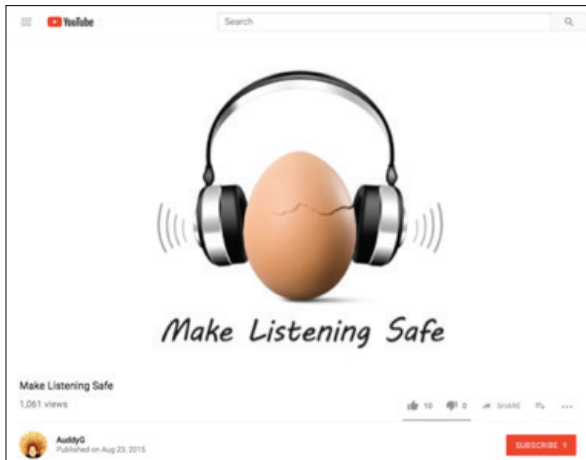 YouTube
Search
Make Listening Safe
Make Listening Safe
1,061 views
10 0 SHARE
AuddyG
Published on Aug 23, 2015
SUBSCRIBE 9